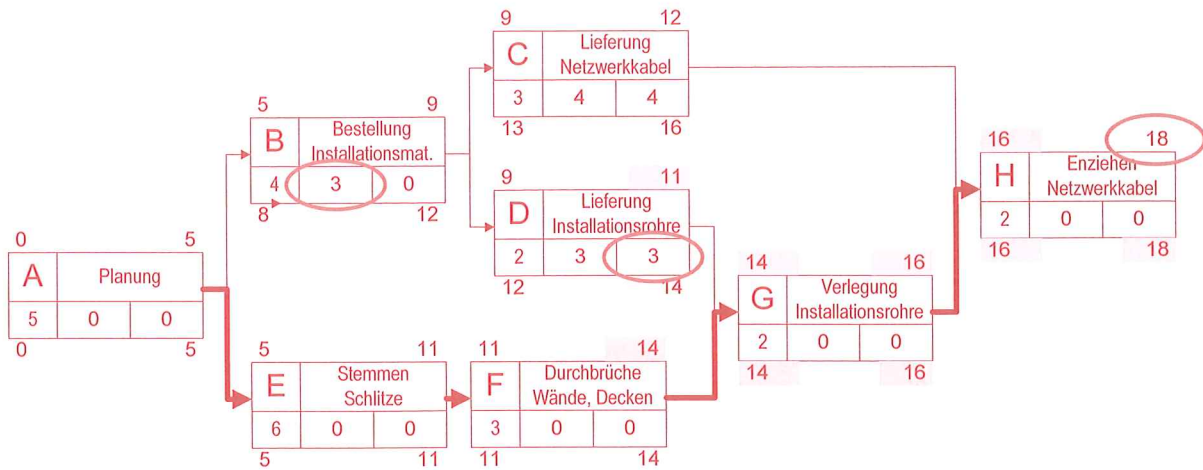 9 12
C Lieferung
Netzwerkkabel
3 4 4
13 16
5 9
B Bestellung
Installationsmat.
4 3 0
8 12
9 11
D Lieferung
Installationsrohre
2 3 3
12 14
16 18
H Enziehen
Netzwerkkabel
2 0 0
16 18
0 5
A Planung
5 0 0
0 5
14 16
G Verlegung
Installationsrohre
2 0 0
14 16
5 11
E Stemmen
Schlitze
6 0 0
5 11
11 14
F Durchbrüche
Wände, Decken
3 0 0
11 14